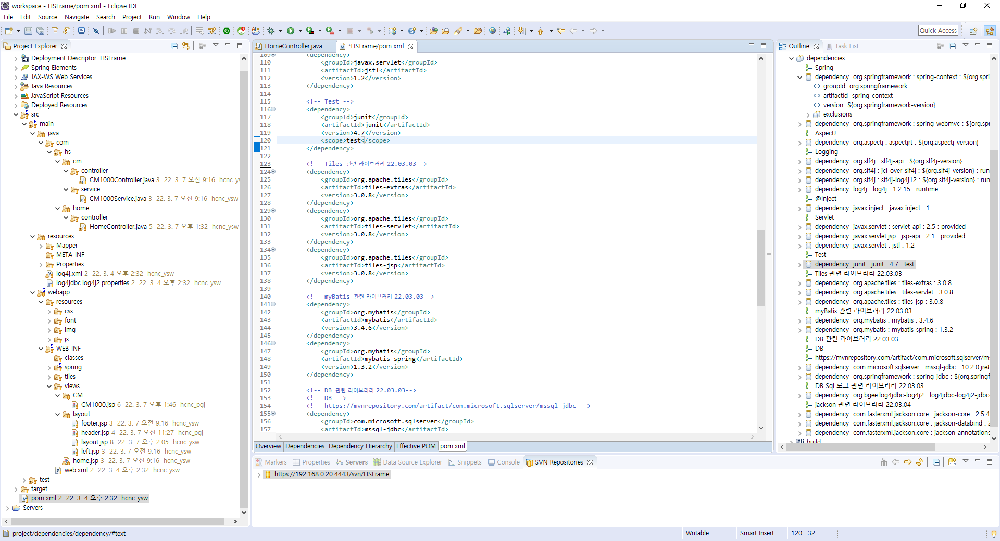 workspace - HSFrame/pom.xml - Eclipse IDE
File Edit Source Navigate Search Project Run Window Help
Quick Access
Project Explorer
Deployment Descriptor: HSFrame
Spring Elements
JAX-WS Web Services
Java Resources
JavaScript Resources
Deployed Resources
src
main
java
com
hs
cm
controller
CM1000Controller.java 3 22. 3. 7 오전 9:16 hcnc_ys
service
CM1000Service.java 3 22. 3. 7 오전 9:16 hcnc_ysw
home
controller
HomeController.java 5 22. 3. 7 오후 1:32 hcnc_ysw
resources
Mapper
META-INF
Properties
log4j.xml 2 22. 3. 4 오후 2:32 hcnc_ysw
log4jdbc.log4j2.properties 2 22. 3. 4 오후 2:32 hcnc_ysw
webapp
resources
css
font
img
js
WEB-INF
classes
spring
tiles
views
CM
CM1000.jsp 6 22. 3. 7 오후 1:46 hcnc_pgj
layout
footer.jsp 3 22. 3. 7 오전 9:16 hcnc_ysw
header.jsp 4 22. 3. 7 오전 11:27 hcnc_pgj
layout.jsp 8 22. 3. 7 오후 2:05 hcnc_ysw
left.jsp 3 22. 3. 7 오전 9:16 hcnc_ysw
home.jsp 3 22. 3. 7 오전 9:16 hcnc_ysw
web.xml 2 22. 3. 4 오후 2:32 hcnc_ysw
test
target
pom.xml 2 22. 3. 4 오후 2:32 hcnc_ysw
Servers
HomeController.java *HSFrame/pom.xml
109 <dependency>
110 <groupId>javax.servlet</groupId>
111 <artifactId>jstl</artifactId>
112 <version>1.2</version>
113 </dependency>
114
115 <!-- Test -->
116 <dependency>
117 <groupId>junit</groupId>
118 <artifactId>junit</artifactId>
119 <version>4.7</version>
120 <scope>test</scope>
121 </dependency>
122
123 <!-- Tiles 관련 라이브러리 22.03.03-->
124 <dependency>
125 <groupId>org.apache.tiles</groupId>
126 <artifactId>tiles-extras</artifactId>
127 <version>3.0.8</version>
128 </dependency>
129 <dependency>
130 <groupId>org.apache.tiles</groupId>
131 <artifactId>tiles-servlet</artifactId>
132 <version>3.0.8</version>
133 </dependency>
134 <dependency>
135 <groupId>org.apache.tiles</groupId>
136 <artifactId>tiles-jsp</artifactId>
137 <version>3.0.8</version>
138 </dependency>
139
140 <!-- myBatis 관련 라이브러리 22.03.03-->
141 <dependency>
142 <groupId>org.mybatis</groupId>
143 <artifactId>mybatis</artifactId>
144 <version>3.4.6</version>
145 </dependency>
146 <dependency>
147 <groupId>org.mybatis</groupId>
148 <artifactId>mybatis-spring</artifactId>
149 <version>1.3.2</version>
150 </dependency>
151
152 <!-- DB 관련 라이브러리 22.03.03-->
153 <!-- DB -->
154 <!-- https://mvnrepository.com/artifact/com.microsoft.sqlserver/mssql-jdbc -->
155 <dependency>
156 <groupId>com.microsoft.sqlserver</groupId>
157 <artifactId>mssql-jdbc</artifactId>
Overview Dependencies Dependency Hierarchy Effective POM pom.xml
Outline Task List
dependencies
Spring
dependency org.springframework : spring-context : ${org.spri
groupId org.springframework
artifactId spring-context
version ${org.springframework-version}
exclusions
dependency org.springframework : spring-webmvc : ${org.spr
AspectJ
dependency org.aspectj : aspectjrt : ${org.aspectj-version}
Logging
dependency org.slf4j : slf4j-api : ${org.slf4j-version}
dependency org.slf4j : jcl-over-slf4j : ${org.slf4j-version} : run
dependency org.slf4j : slf4j-log4j12 : ${org.slf4j-version} : run
dependency log4j : log4j : 1.2.15 : runtime
@Inject
dependency javax.inject : javax.inject : 1
Servlet
dependency javax.servlet : servlet-api : 2.5 : provided
dependency javax.servlet.jsp : jsp-api : 2.1 : provided
dependency javax.servlet : jstl : 1.2
Test
dependency junit : junit : 4.7 : test
Tiles 관련 라이브러리 22.03.03
dependency org.apache.tiles : tiles-extras : 3.0.8
dependency org.apache.tiles : tiles-servlet : 3.0.8
dependency org.apache.tiles : tiles-jsp : 3.0.8
myBatis 관련 라이브러리 22.03.03
dependency org.mybatis : mybatis : 3.4.6
dependency org.mybatis : mybatis-spring : 1.3.2
DB 관련 라이브러리 22.03.03
DB
https://mvnrepository.com/artifact/com.microsoft.sqlserver/ms
dependency com.microsoft.sqlserver : mssql-jdbc : 10.2.0.jre8
dependency org.springframework : spring-jdbc : ${org.springf
DB Sql 로그 관련 라이브러리 22.03.03
dependency org.bgee.log4jdbc-log4j2 : log4jdbc-log4j2-jdbc
jackson 관련 라이브러리 22.03.04
dependency com.fasterxml.jackson.core : jackson-core : 2.5.4
dependency com.fasterxml.jackson.core : jackson-databind : 2
dependency com.fasterxml.jackson.core : jackson-annotations
build
Markers Properties Servers Data Source Explorer Snippets Console SVN Repositories
https://192.168.0.20:4443/svn/HSFrame
project/dependencies/dependency/#text
Writable Smart Insert 120 : 32